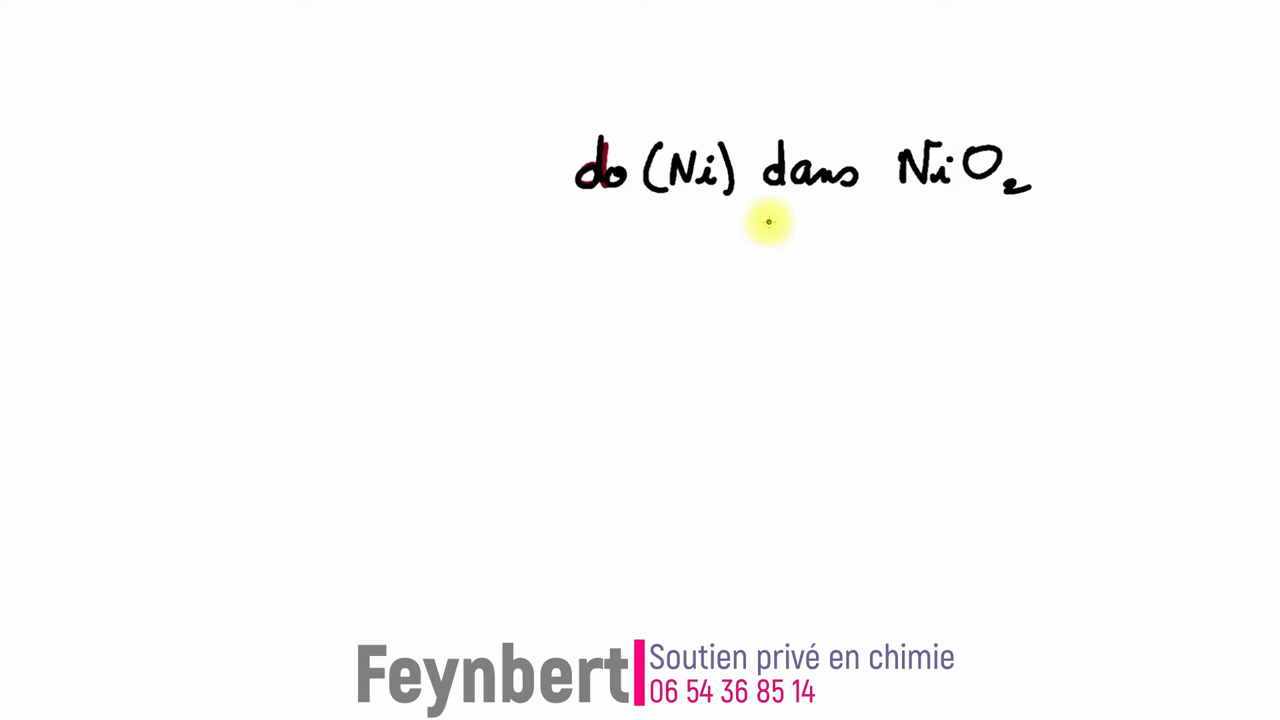 do (Ni) dans NiO₂
Feynbert
Soutien privé en chimie
06 54 36 85 14